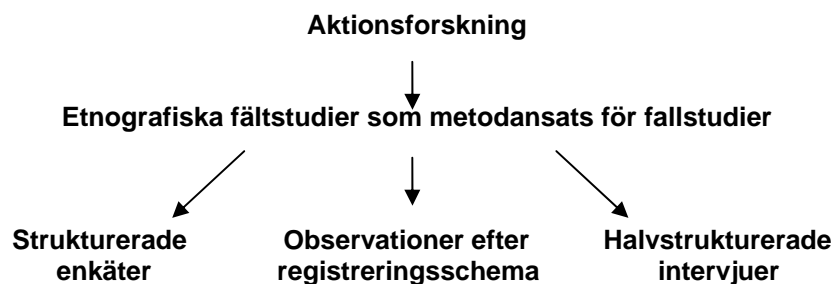 Aktionsforskning
Etnografiska fältstudier som metodansats för fallstudier
Strukturerade
enkäter
Observationer efter
registreringsschema
Halvstrukturerade
intervjuer